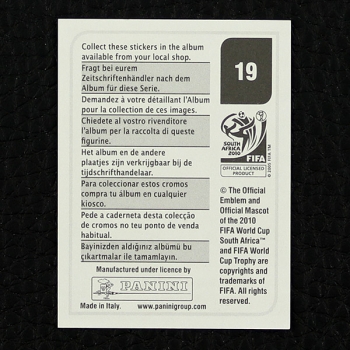 Collect these stickers in the album
available from your local shop.
Fragt bei eurem
Zeitschriftenhändler nach dem
Album für diese Serie.
Demandez à votre détaillant l'Album
pour la collection de ces images.
Chiedete al vostro rivenditore
l'album per la raccolta di queste
figurine.
Het album en de andere
plaatjes zijn verkrijgbaar bij de
tijdschrifthandelaar.
Para coleccionar estos cromos
compra tu álbum en cualquier
kiosco.
Pede a caderneta desta colecção
de cromos no teu ponto de venda
habitual.
Bayinizden aldığınız albümü bu
çıkartmalar ile tamamlayın.
Manufactured under licence by
PANINI
Made in Italy. www.paninigroup.com
19
SOUTH AFRICA
2010
FIFA
© 2005 FIFA TM
OFFICIAL LICENSED
PRODUCT
© The Official
Emblem and
Official Mascot of
the 2010
FIFA World Cup
South Africa™
and FIFA World
Cup Trophy are
copyrights and
trademarks of
FIFA. All rights
reserved.